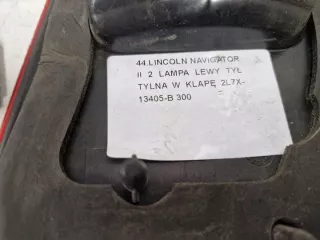 44.LINCOLN NAVIGATOR
II 2 LAMPA LEWY TYŁ
TYLNA W KLAPĘ 2L7X-
13405-B 300